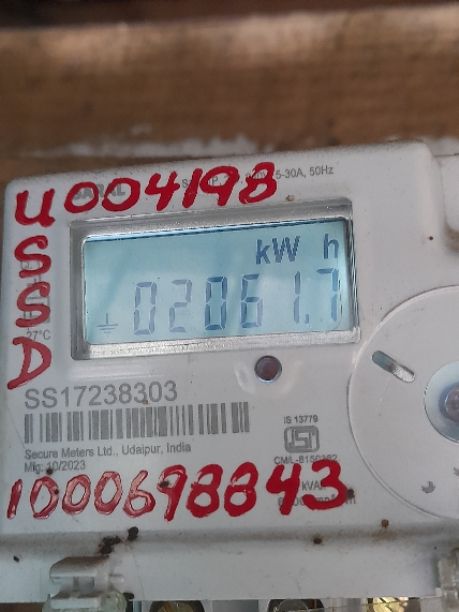 U004198
5-30A, 50Hz
SSD
kW h
02061.7
27°C
SS17238303
Secure Meters Ltd., Udaipur, India
Mfg: 10/2023
IS 13779
1000698843